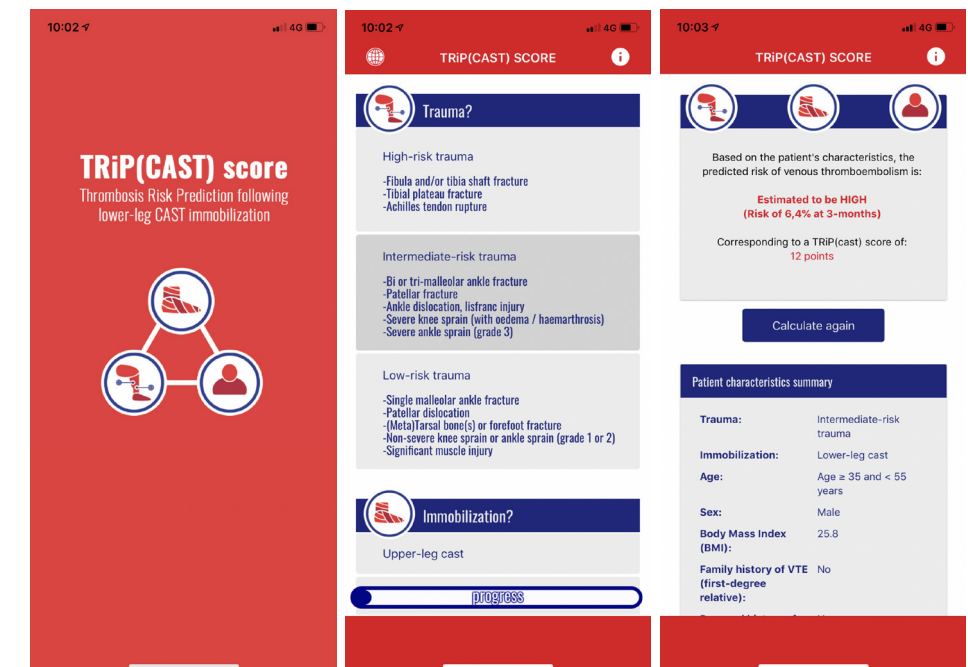 10:02
4G
TRiP(CAST) score
Thrombosis Risk Prediction following
lower-leg CAST immobilization
10:02
4G
TRiP(CAST) SCORE
i
Trauma?
High-risk trauma
-Fibula and/or tibia shaft fracture
-Tibial plateau fracture
-Achilles tendon rupture
Intermediate-risk trauma
-Bi or tri-malleolar ankle fracture
-Patellar fracture
-Ankle dislocation, lisfranc injury
-Severe knee sprain (with oedema / haemarthrosis)
-Severe ankle sprain (grade 3)
Low-risk trauma
-Single malleolar ankle fracture
-Patellar dislocation
-(Meta)Tarsal bone(s) or forefoot fracture
-Non-severe knee sprain or ankle sprain (grade 1 or 2)
-Significant muscle injury
Immobilization?
Upper-leg cast
progress
10:03
4G
TRiP(CAST) SCORE
i
Based on the patient's characteristics, the
predicted risk of venous thromboembolism is:
Estimated to be HIGH
(Risk of 6,4% at 3-months)
Corresponding to a TRiP(cast) score of:
12 points
Calculate again
Patient characteristics summary
Trauma: Intermediate-risk
trauma
Immobilization: Lower-leg cast
Age: Age ≥ 35 and < 55
years
Sex: Male
Body Mass Index 25.8
(BMI):
Family history of VTE No
(first-degree
relative):